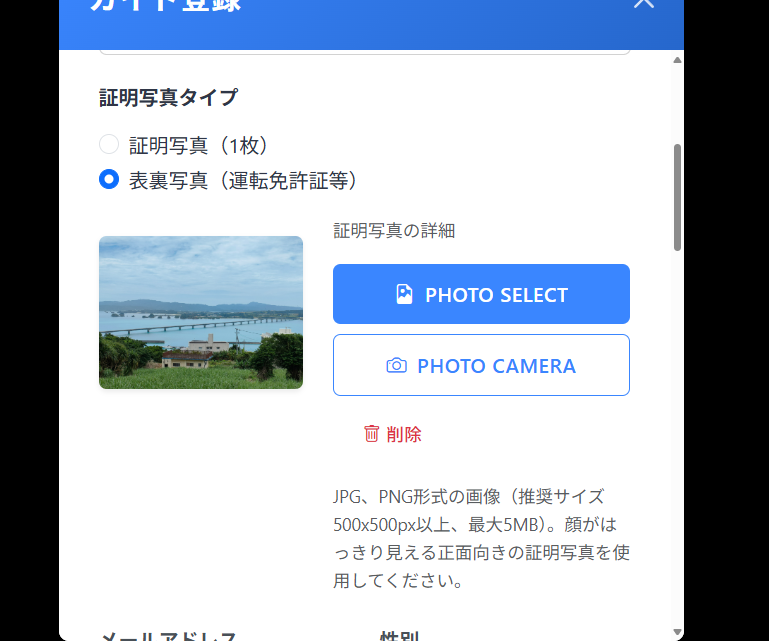 ガイド登録
証明写真タイプ
証明写真（1枚）
表裏写真（運転免許証等）
証明写真の詳細
PHOTO SELECT
PHOTO CAMERA
削除
JPG、PNG形式の画像（推奨サイズ
500x500px以上、最大5MB）。顔がは
っきり見える正面向きの証明写真を使
用してください。
メールアドレス
性別